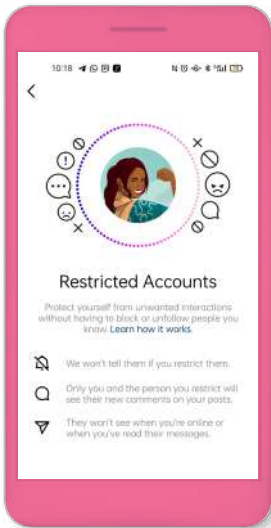 10:18
Restricted Accounts
Protect yourself from unwanted interactions
without having to block or unfollow people you
know. Learn how it works.
We won't tell them if you restrict them.
Only you and the person you restrict will
see their new comments on your posts.
They won't see when you're online or
when you've read their messages.